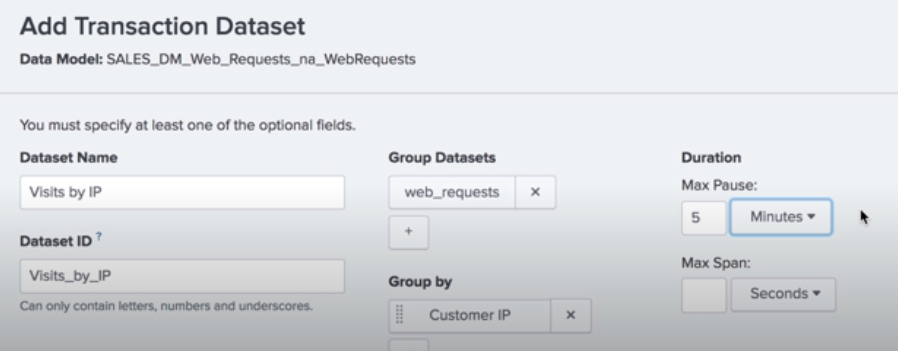 Add Transaction Dataset
Data Model: SALES_DM_Web_Requests_na_WebRequests
You must specify at least one of the optional fields.
Dataset Name
Visits by IP
Dataset ID ?
Visits_by_IP
Can only contain letters, numbers and underscores.
Group Datasets
web_requests ×
+
Group by
Customer IP ×
Duration
Max Pause:
5 Minutes
Max Span:
Seconds